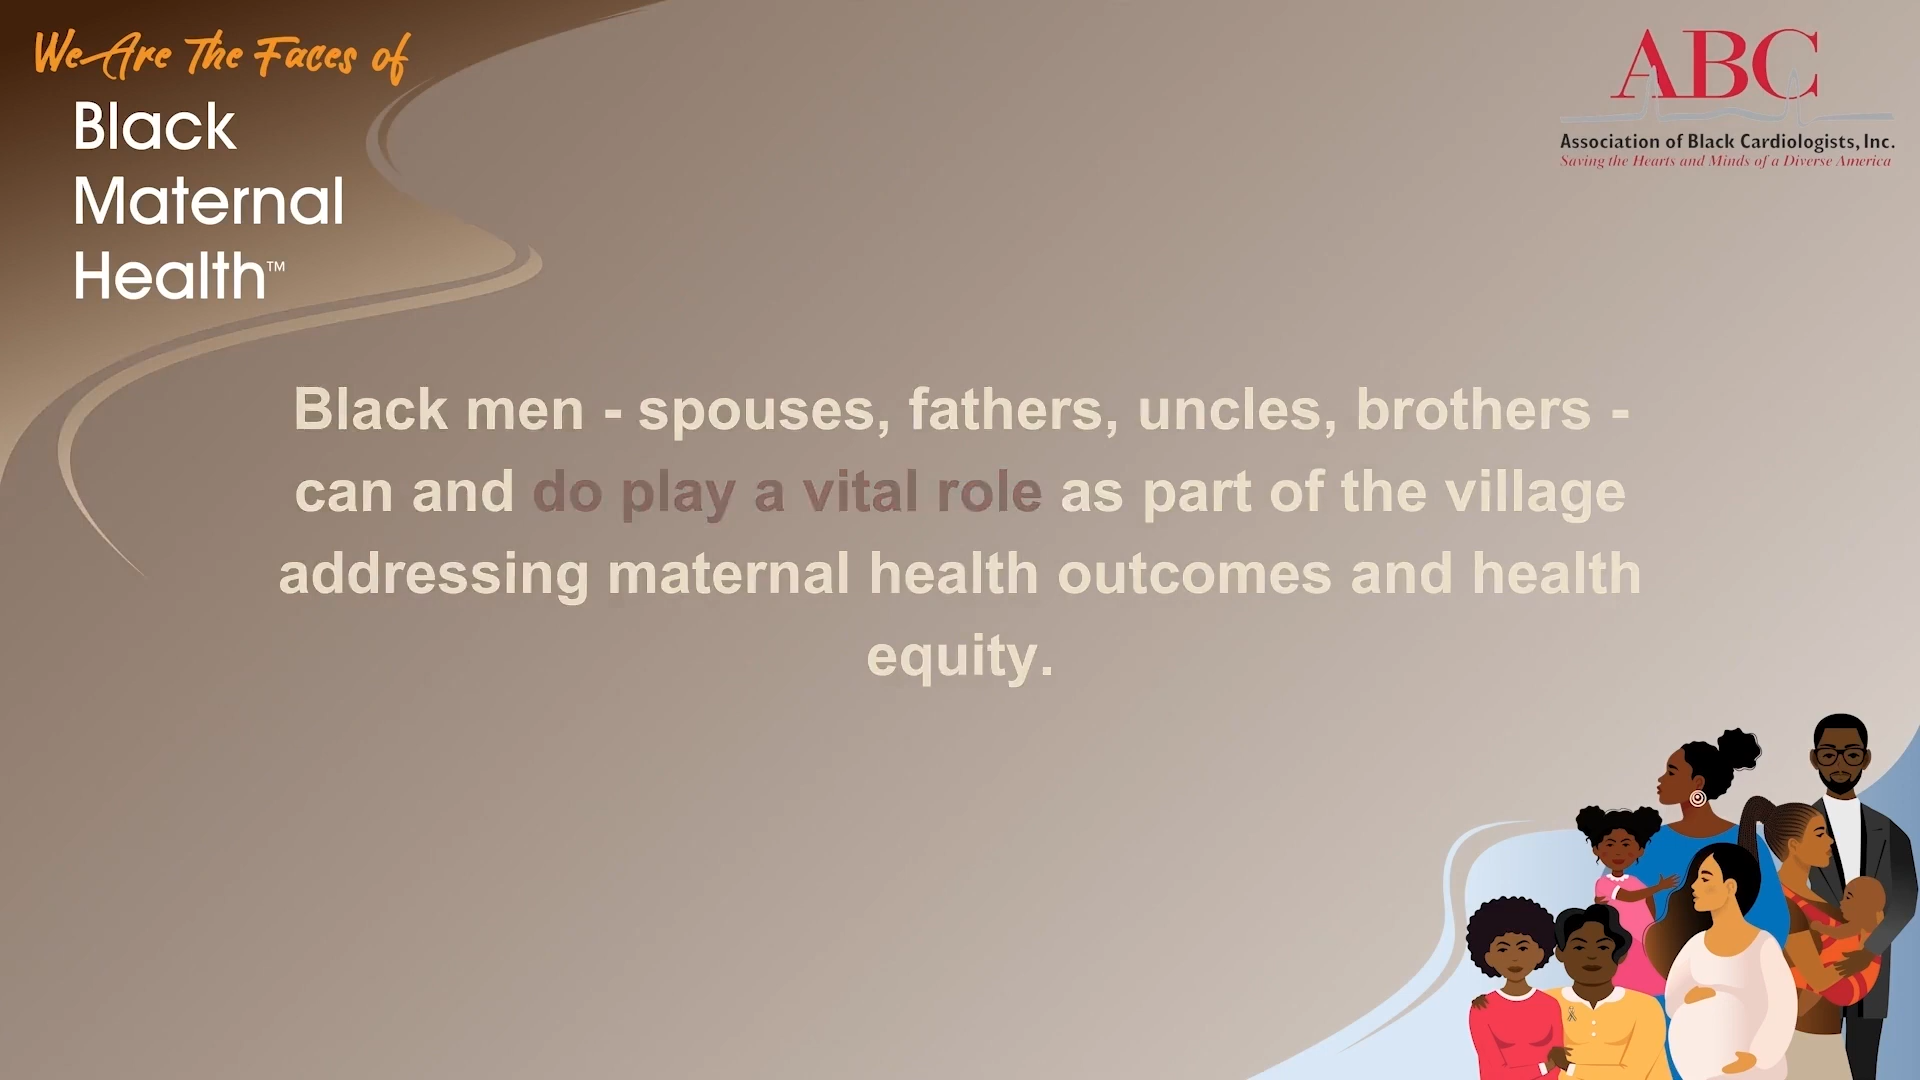 We Are The Faces of
Black
Maternal
Health™
ABC
Association of Black Cardiologists, Inc.
Saving the Hearts and Minds of a Diverse America
Black men - spouses, fathers, uncles, brothers -
can and do play a vital role as part of the village
addressing maternal health outcomes and health
equity.